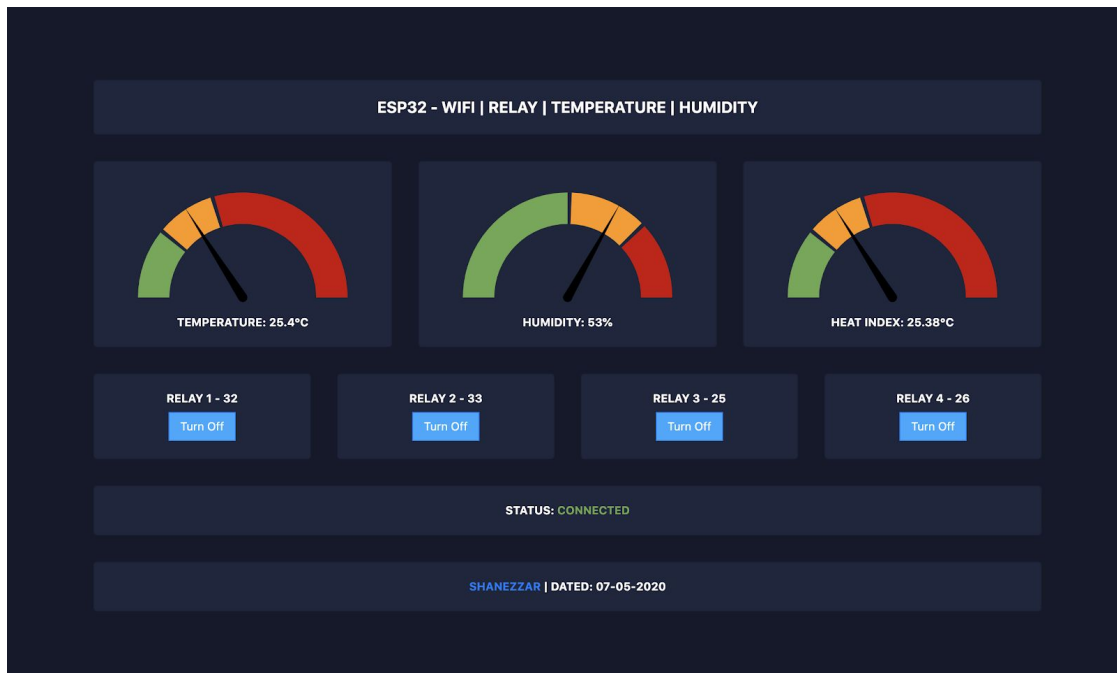 ESP32 - WIFI | RELAY | TEMPERATURE | HUMIDITY
TEMPERATURE: 25.4°C
HUMIDITY: 53%
HEAT INDEX: 25.38°C
RELAY 1 - 32
Turn Off
RELAY 2 - 33
Turn Off
RELAY 3 - 25
Turn Off
RELAY 4 - 26
Turn Off
STATUS: CONNECTED
SHANEZZAR | DATED: 07-05-2020